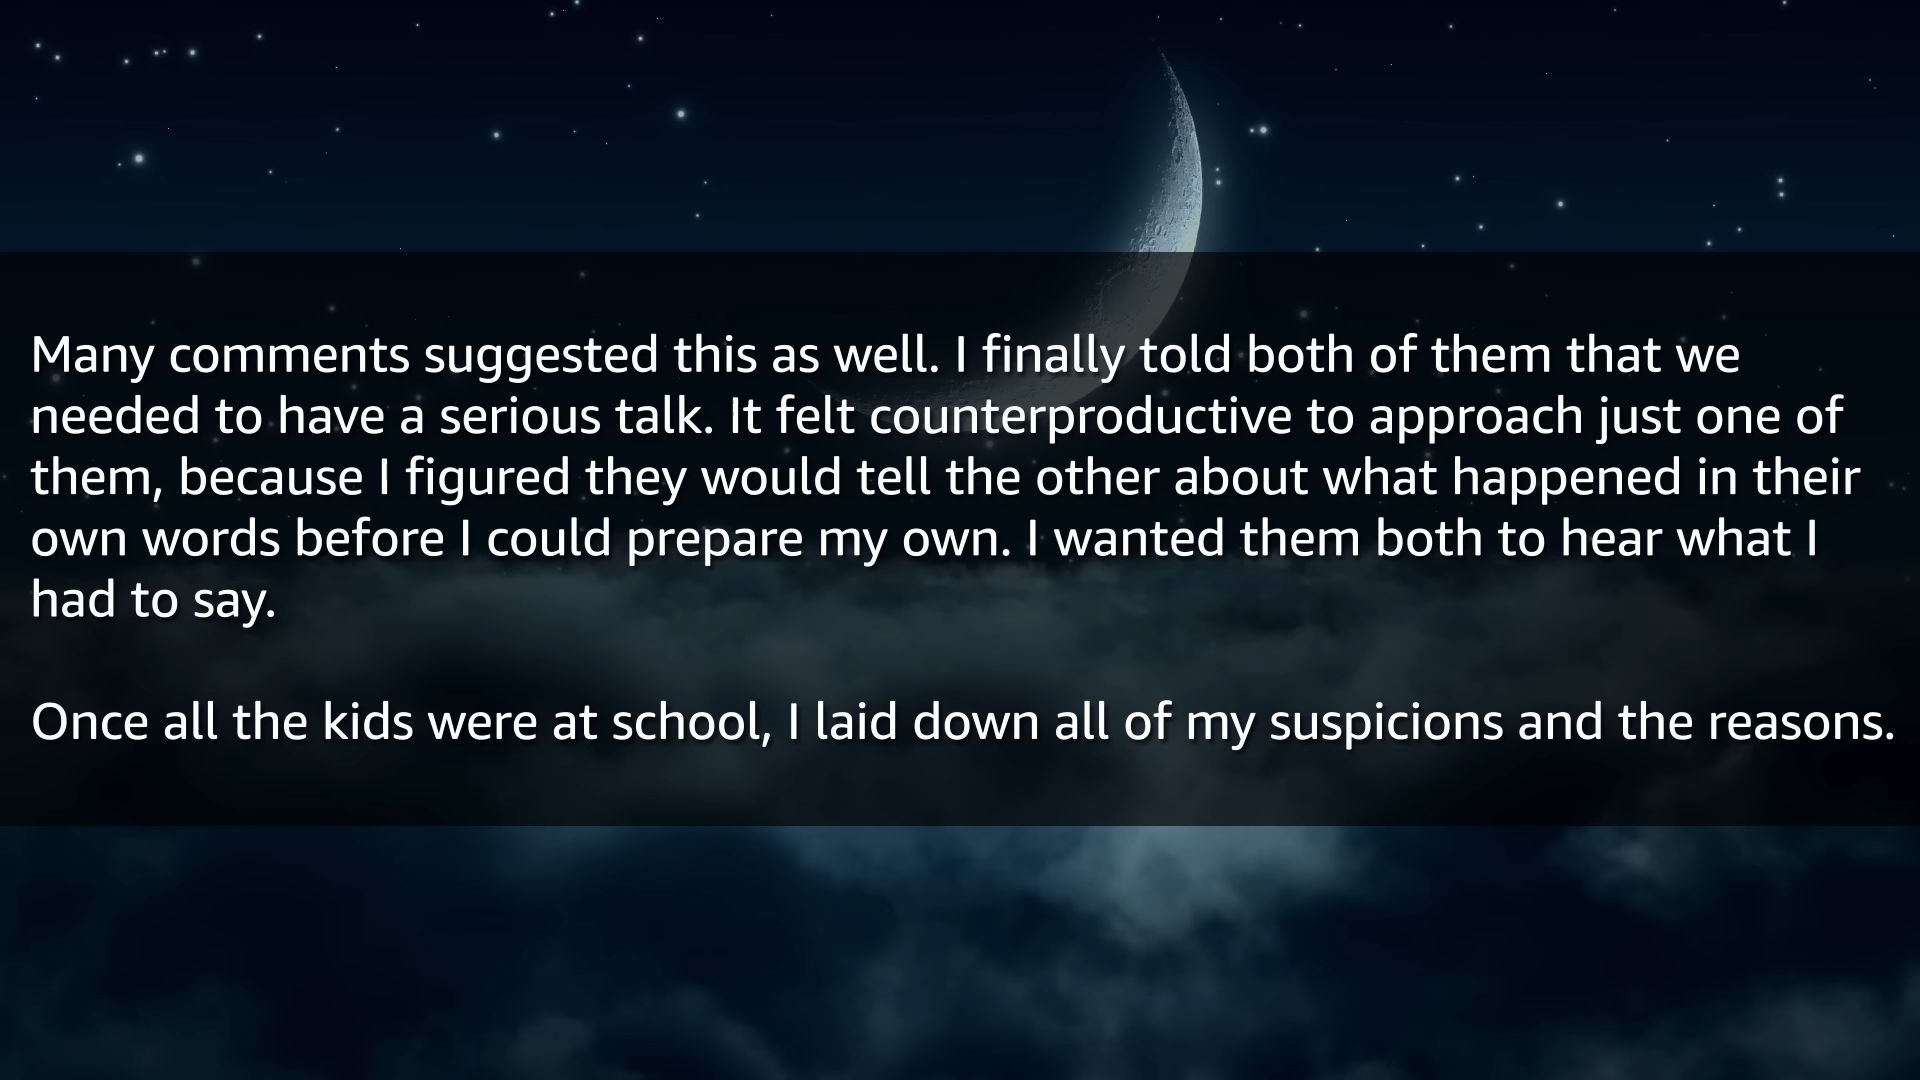 Many comments suggested this as well. I finally told both of them that we
needed to have a serious talk. It felt counterproductive to approach just one of
them, because I figured they would tell the other about what happened in their
own words before I could prepare my own. I wanted them both to hear what I
had to say.
Once all the kids were at school, I laid down all of my suspicions and the reasons.